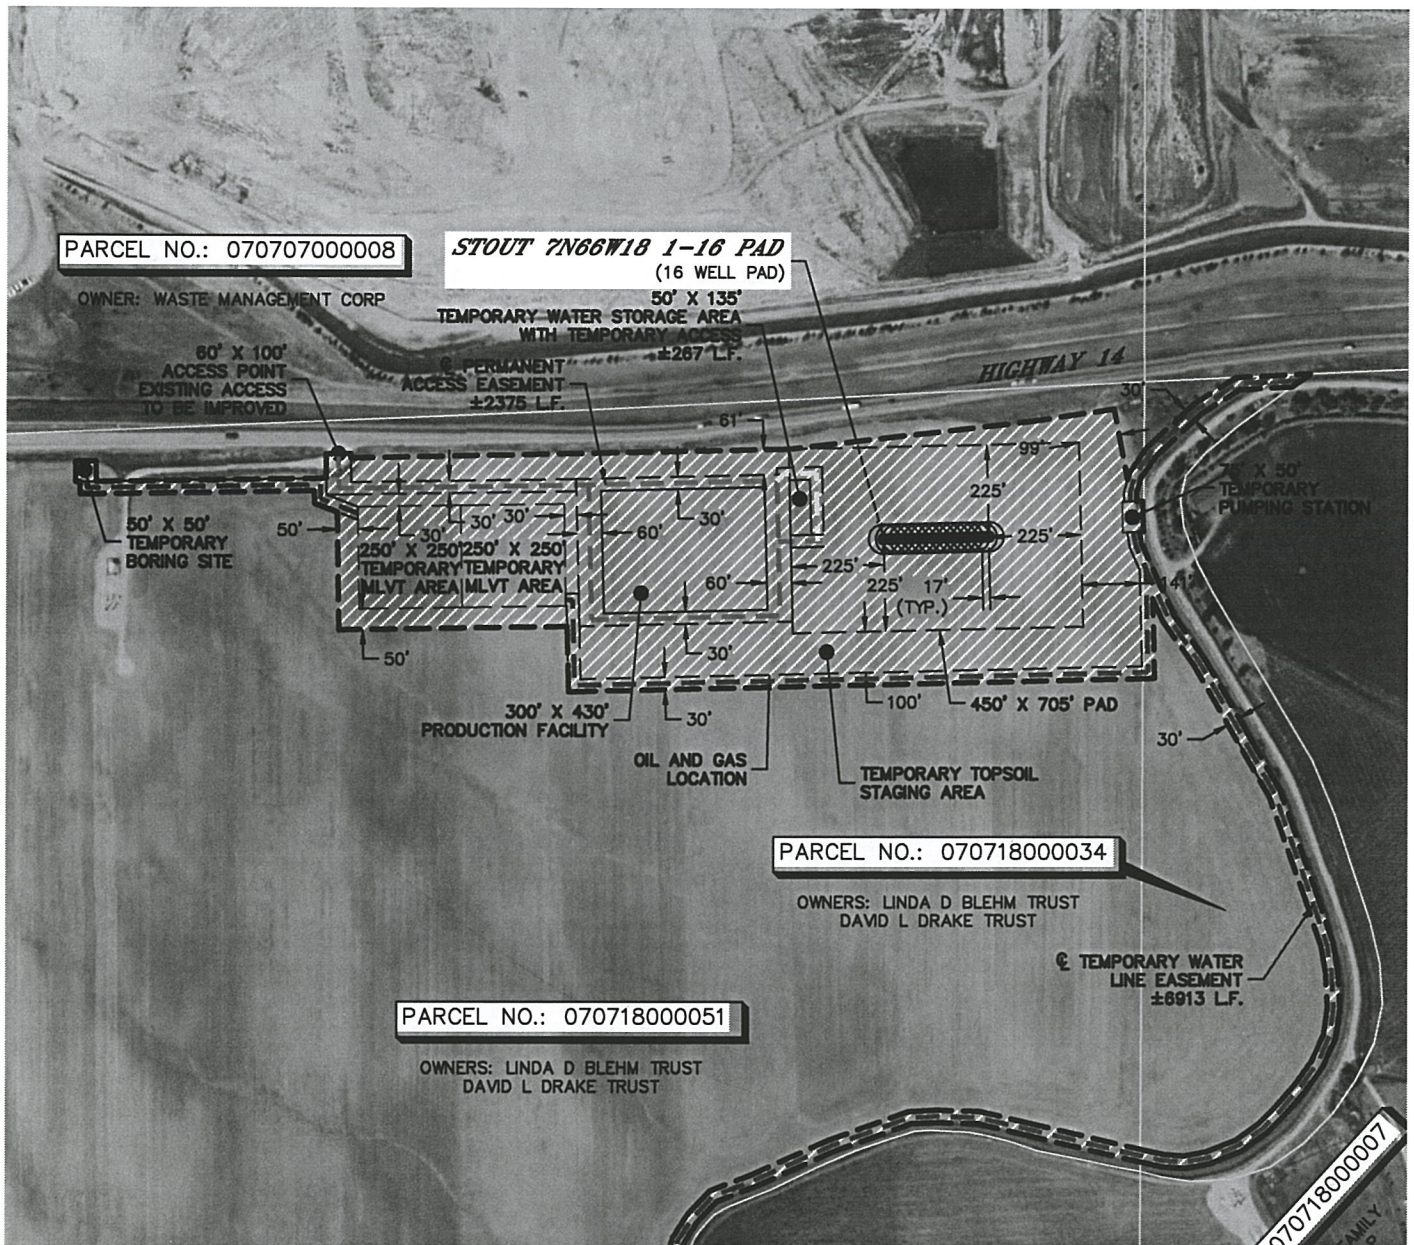 PARCEL NO.: 070707000008
OWNER: WASTE MANAGEMENT CORP
STOUT 7N66W18 1-16 PAD
(16 WELL PAD)
50' X 135'
TEMPORARY WATER STORAGE AREA
WITH TEMPORARY ACCESS
±267 L.F.
60' X 100'
ACCESS POINT
EXISTING ACCESS
TO BE IMPROVED
℄ PERMANENT
ACCESS EASEMENT
±2375 L.F.
HIGHWAY 14
30'
61'
99'
75' X 50'
TEMPORARY
PUMPING STATION
225'
50' X 50'
TEMPORARY
BORING SITE
50'
30'
30'
30'
30'
60'
225'
250' X 250'
TEMPORARY
MLVT AREA
250' X 250'
TEMPORARY
MLVT AREA
225'
60'
225'
17'
(TYP.)
141'
50'
30'
300' X 430'
PRODUCTION FACILITY
30'
100'
450' X 705' PAD
30'
OIL AND GAS
LOCATION
TEMPORARY TOPSOIL
STAGING AREA
PARCEL NO.: 070718000034
OWNERS: LINDA D BLEHM TRUST
DAVID L DRAKE TRUST
℄ TEMPORARY WATER
LINE EASEMENT
±6913 L.F.
PARCEL NO.: 070718000051
OWNERS: LINDA D BLEHM TRUST
DAVID L DRAKE TRUST
070718000007